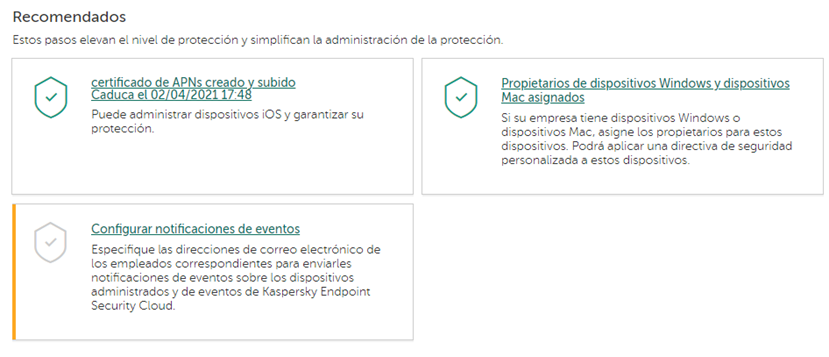 Recomendados
Estos pasos elevan el nivel de protección y simplifican la administración de la protección.
certificado de APNs creado y subido
Caduca el 02/04/2021 17:48
Puede administrar dispositivos iOS y garantizar su
protección.
Propietarios de dispositivos Windows y dispositivos
Mac asignados
Si su empresa tiene dispositivos Windows o
dispositivos Mac, asigne los propietarios para estos
dispositivos. Podrá aplicar una directiva de seguridad
personalizada a estos dispositivos.
Configurar notificaciones de eventos
Especifique las direcciones de correo electrónico de
los empleados correspondientes para enviarles
notificaciones de eventos sobre los dispositivos
administrados y de eventos de Kaspersky Endpoint
Security Cloud.